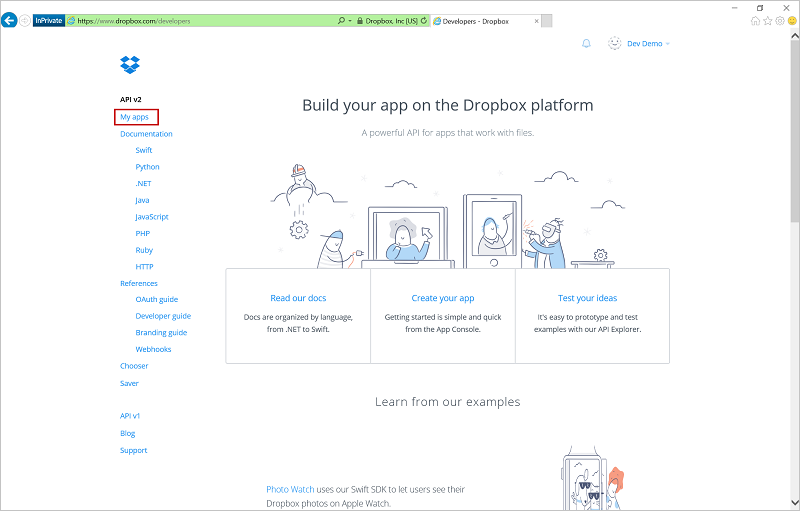 InPrivate
https://www.dropbox.com/developers
Dropbox, Inc [US]
Developers - Dropbox
Dev Demo
API v2
My apps
Documentation
Swift
Python
.NET
Java
JavaScript
PHP
Ruby
HTTP
References
OAuth guide
Developer guide
Branding guide
Webhooks
Chooser
Saver
API v1
Blog
Support
Build your app on the Dropbox platform
A powerful API for apps that work with files.
Read our docs
Docs are organized by language,
from .NET to Swift.
Create your app
Getting started is simple and quick
from the App Console.
Test your ideas
It's easy to prototype and test
examples with our API Explorer.
Learn from our examples
Photo Watch uses our Swift SDK to let users see their
Dropbox photos on Apple Watch.